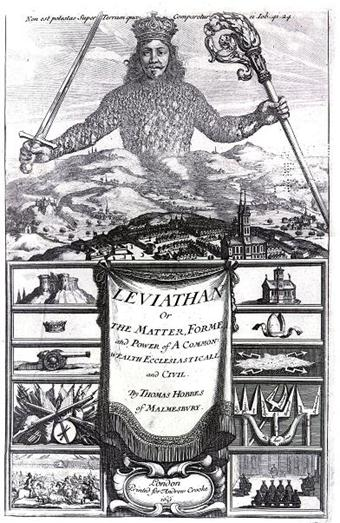 Non est potestas Super Terram quæ Comparetur ei Iob. 41. 24
LEVIATHAN
Or
THE MATTER, FORME
and POWER of A COMMON-
WEALTH ECCLESIASTICALL
and CIVIL.
By THOMAS HOBBES
of MALMESBURY.
London
Printed for Andrew Crooke